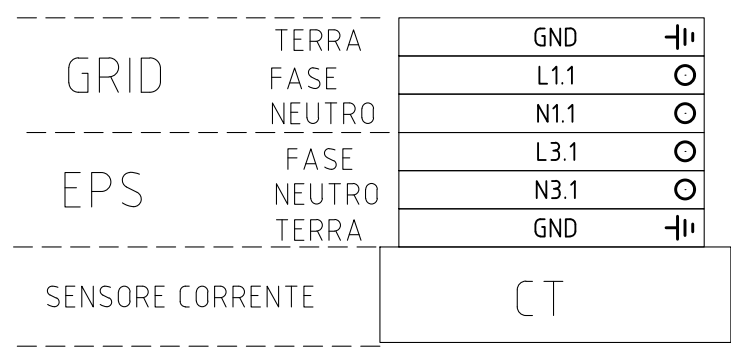 TERRA GND
GRID FASE L1.1
NEUTRO N1.1
FASE L3.1
EPS NEUTRO N3.1
TERRA GND
SENSORE CORRENTE CT